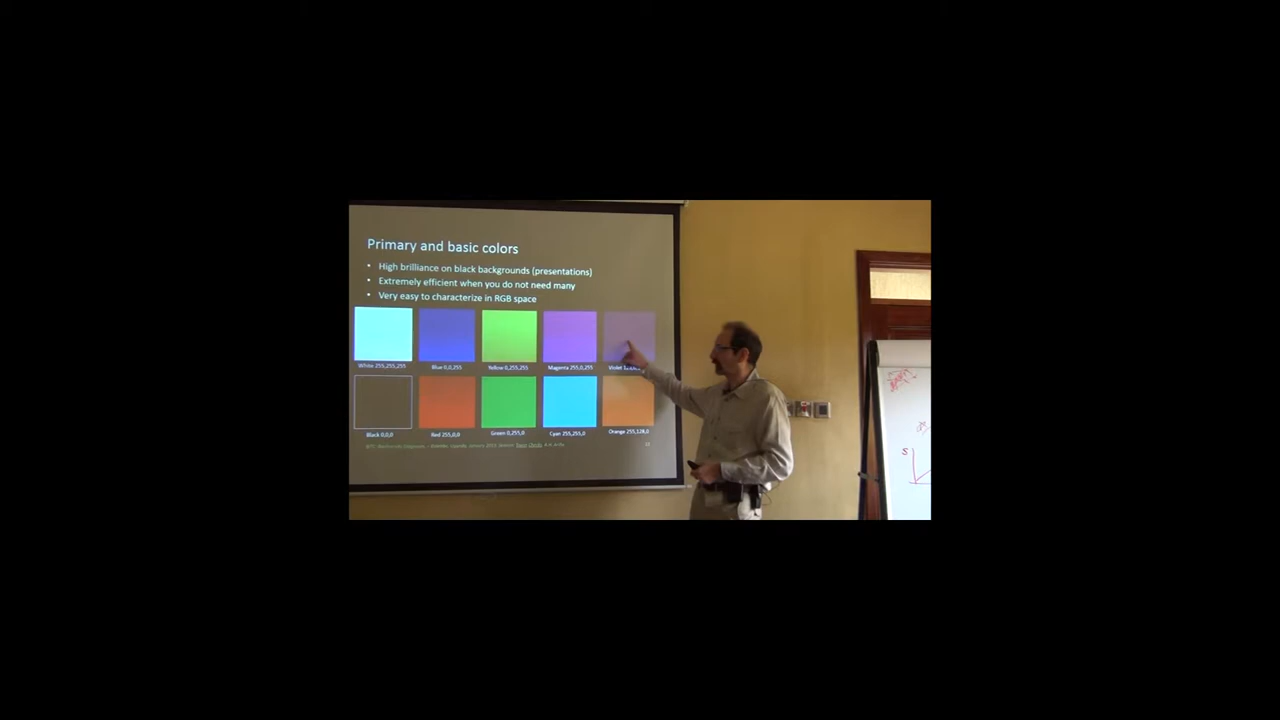 Primary and basic colors
• High brilliance on black backgrounds (presentations)
• Extremely efficient when you do not need many
• Very easy to characterize in RGB space
White 255,255,255
Blue 0,0,255
Yellow 0,255,255
Magenta 255,0,255
Violet
Black 0,0,0
Red 255,0,0
Green 0,255,0
Cyan 255,255,0
Orange 255,128,0
S